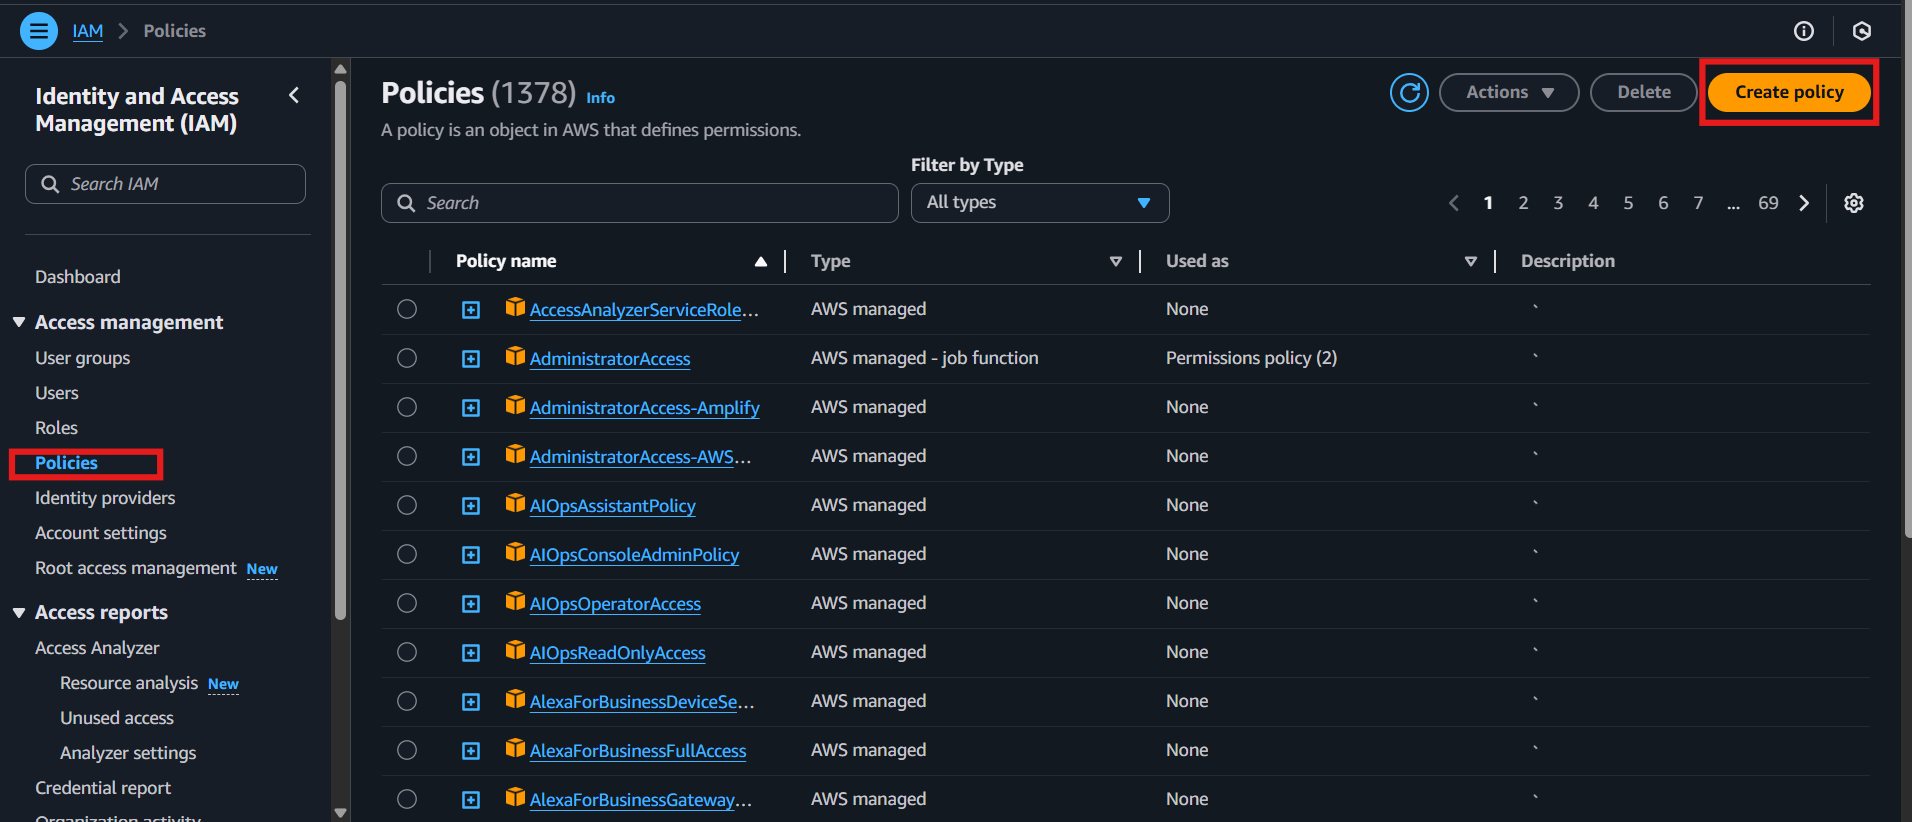 IAM > Policies
Identity and Access Management (IAM)
Search IAM
Dashboard
Access management
User groups
Users
Roles
Policies
Identity providers
Account settings
Root access management New
Access reports
Access Analyzer
Resource analysis New
Unused access
Analyzer settings
Credential report
Organization activity
Policies (1378) Info
A policy is an object in AWS that defines permissions.
Actions
Delete
Create policy
Filter by Type
Search
All types
1 2 3 4 5 6 7 ... 69
Policy name Type Used as Description
AccessAnalyzerServiceRole... AWS managed None
AdministratorAccess AWS managed - job function Permissions policy (2)
AdministratorAccess-Amplify AWS managed None
AdministratorAccess-AWS... AWS managed None
AIOpsAssistantPolicy AWS managed None
AIOpsConsoleAdminPolicy AWS managed None
AIOpsOperatorAccess AWS managed None
AIOpsReadOnlyAccess AWS managed None
AlexaForBusinessDeviceSe... AWS managed None
AlexaForBusinessFullAccess AWS managed None
AlexaForBusinessGateway... AWS managed None